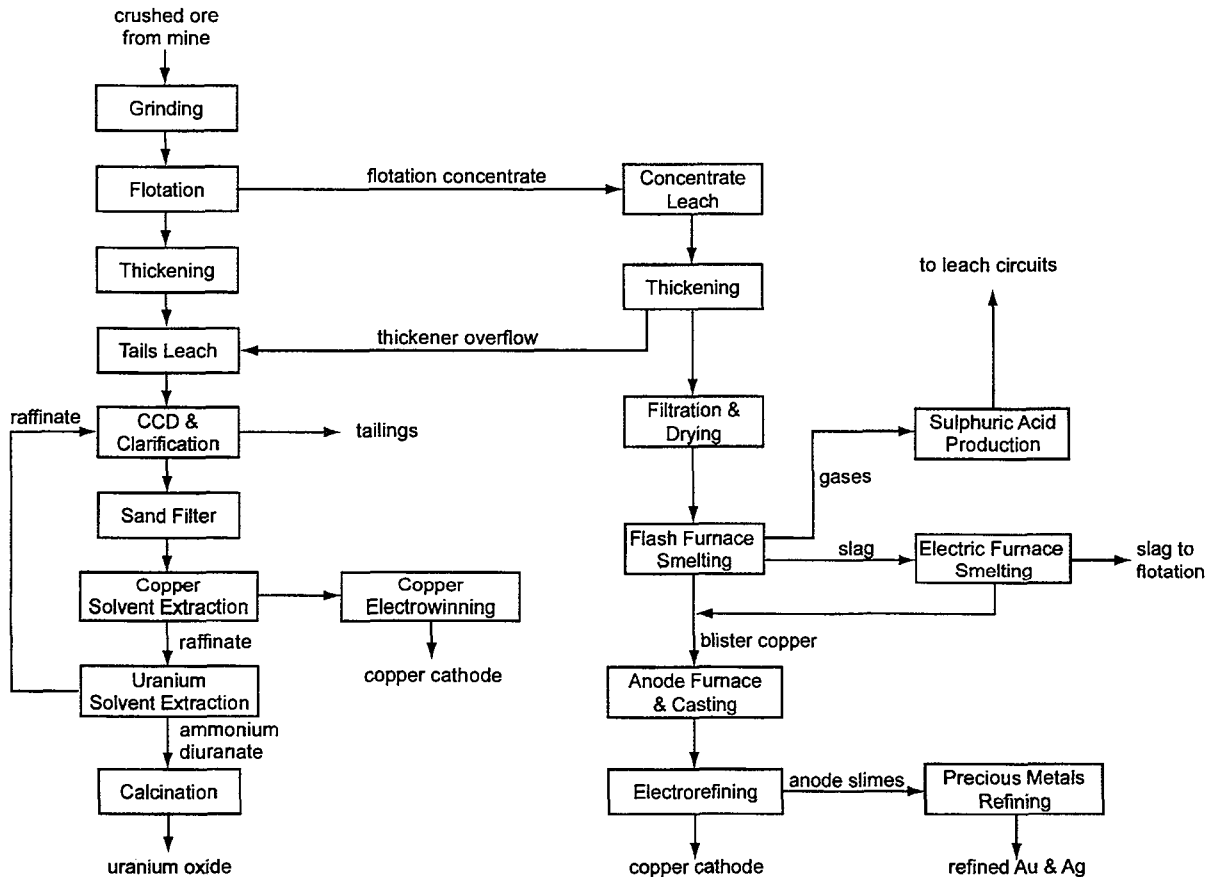 crushed ore
from mine
Grinding
Flotation
flotation concentrate
Concentrate
Leach
Thickening
Thickening
to leach circuits
Tails Leach
thickener overflow
raffinate
CCD &
Clarification
tailings
Filtration &
Drying
Sulphuric Acid
Production
gases
Sand Filter
Flash Furnace
Smelting
slag
Electric Furnace
Smelting
slag to
flotation
Copper
Solvent Extraction
Copper
Electrowinning
raffinate
copper cathode
blister copper
Uranium
Solvent Extraction
Anode Furnace
& Casting
ammonium
diuranate
Calcination
Electrorefining
anode slimes
Precious Metals
Refining
uranium oxide
copper cathode
refined Au & Ag